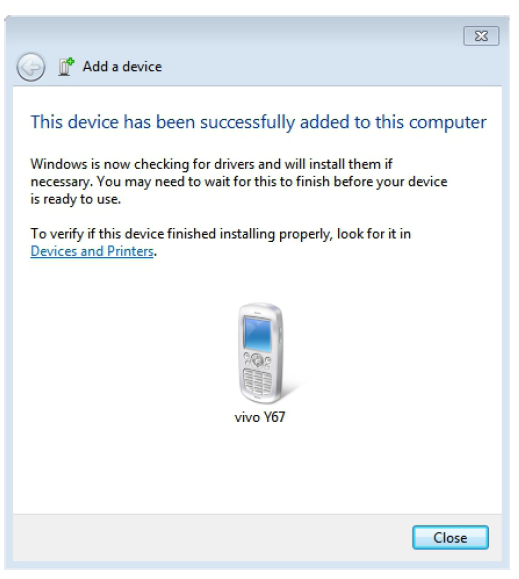 Add a device
This device has been successfully added to this computer
Windows is now checking for drivers and will install them if
necessary. You may need to wait for this to finish before your device
is ready to use.
To verify if this device finished installing properly, look for it in
Devices and Printers.
vivo Y67
Close